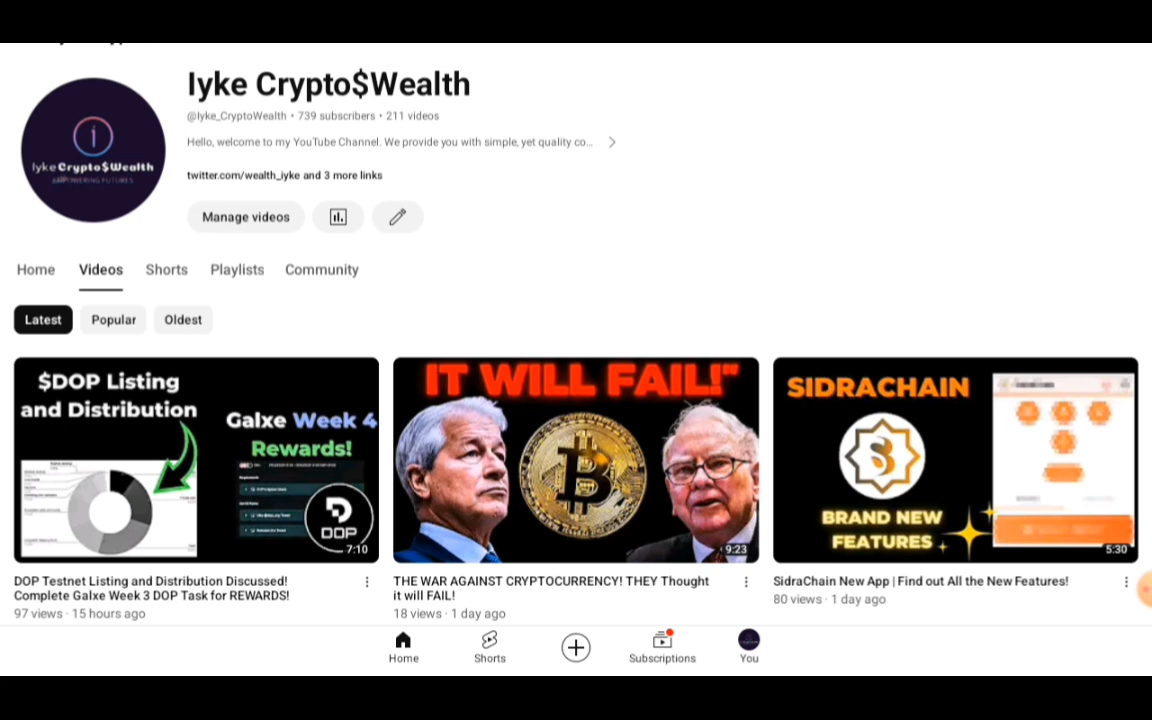 Iyke Crypto$Wealth
@Iyke_CryptoWealth • 739 subscribers • 211 videos
Hello, welcome to my YouTube Channel. We provide you with simple, yet quality co...
twitter.com/wealth_iyke and 3 more links
i
Iyke Crypto$Wealth
EMPOWERING FUTURES
Manage videos
Home Videos Shorts Playlists Community
Latest Popular Oldest
$DOP Listing
and Distribution
Galxe Week 4
Rewards!
DOP
7:10
IT WILL FAIL!"
9:23
SIDRACHAIN
BRAND NEW
FEATURES
5:30
DOP Testnet Listing and Distribution Discussed!
Complete Galxe Week 3 DOP Task for REWARDS!
97 views · 15 hours ago
THE WAR AGAINST CRYPTOCURRENCY! THEY Thought
it will FAIL!
18 views · 1 day ago
SidraChain New App | Find out All the New Features!
80 views · 1 day ago
Home Shorts Subscriptions You